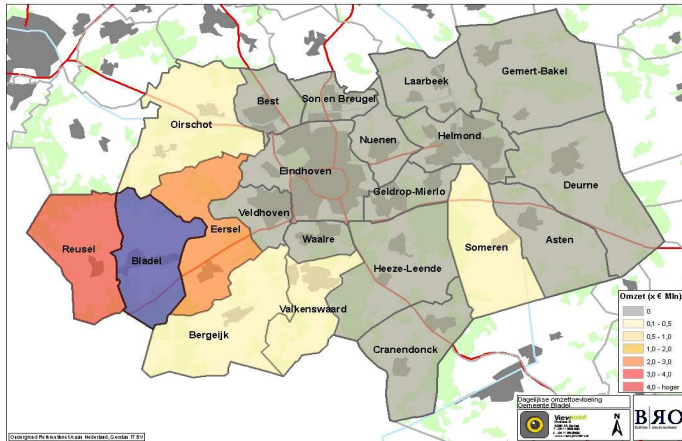 Laarbeek
Gemert-Bakel
Best
Son en Breugel
Oirschot
Nuenen
Helmond
Eindhoven
Geldrop-Mierlo
Deurne
Veldhoven
Eersel
Reusel
Bladel
Waalre
Someren
Asten
Heeze-Leende
Valkenswaard
Bergeijk
Cranendonck
Omzet (x € Mln)
0
0,1 - 0,5
0,5 - 1,0
1,0 - 2,0
2,0 - 3,0
3,0 - 4,0
4,0 - hoger
Dagelijkse omzettoevloeiing
Gemeente Bladel
Viewpoint
N
BRO